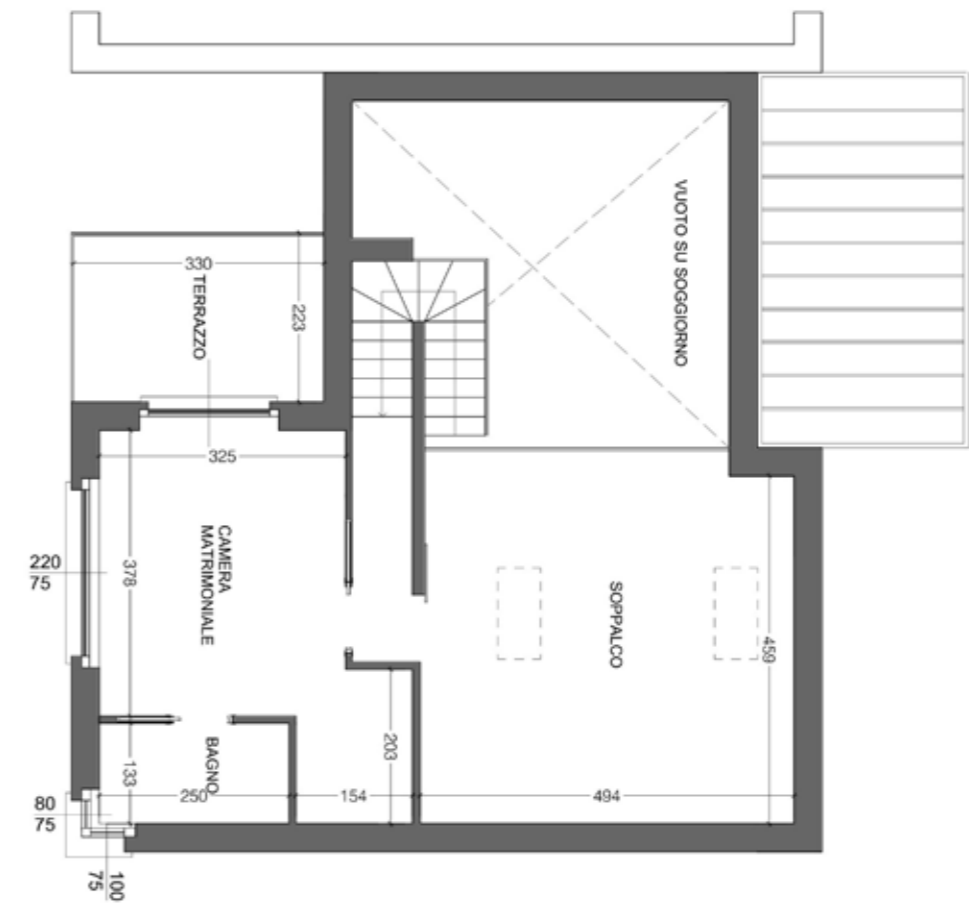 VUOTO SU SOGGIORNO
330
TERRAZZO
223
325
CAMERA
MATRIMONIALE
378
220
75
SOPPALCO
459
203
BAGNO
133
250
154
494
80
75
100
75